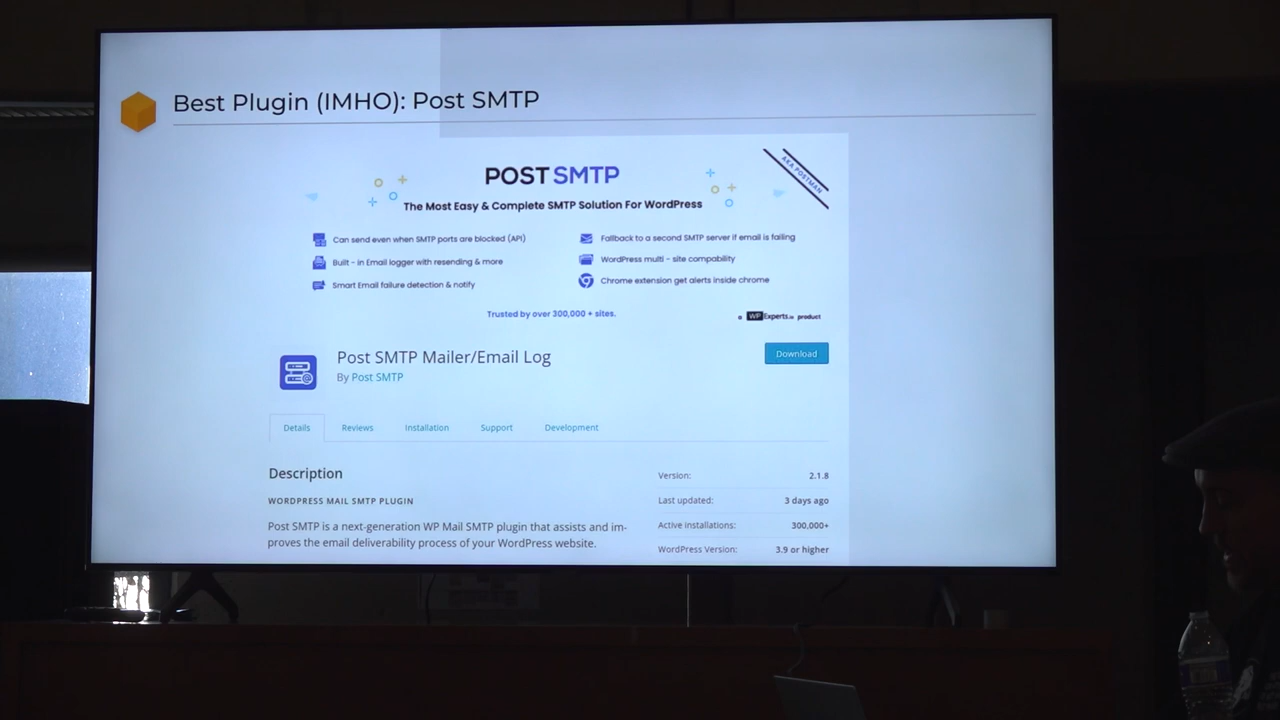 Best Plugin (IMHO): Post SMTP
AKA POSTMAN
POST SMTP
The Most Easy & Complete SMTP Solution For WordPress
Can send even when SMTP ports are blocked (API)
Fallback to a second SMTP server if email is failing
Built - in Email logger with resending & more
WordPress multi - site compability
Smart Email failure detection & notify
Chrome extension get alerts inside chrome
Trusted by over 300,000 + sites.
a WPExperts.io product
Post SMTP Mailer/Email Log
Download
By Post SMTP
Details Reviews Installation Support Development
Description
WORDPRESS MAIL SMTP PLUGIN
Post SMTP is a next-generation WP Mail SMTP plugin that assists and im-
proves the email deliverability process of your WordPress website.
Version: 2.1.8
Last updated: 3 days ago
Active installations: 300,000+
WordPress Version: 3.9 or higher